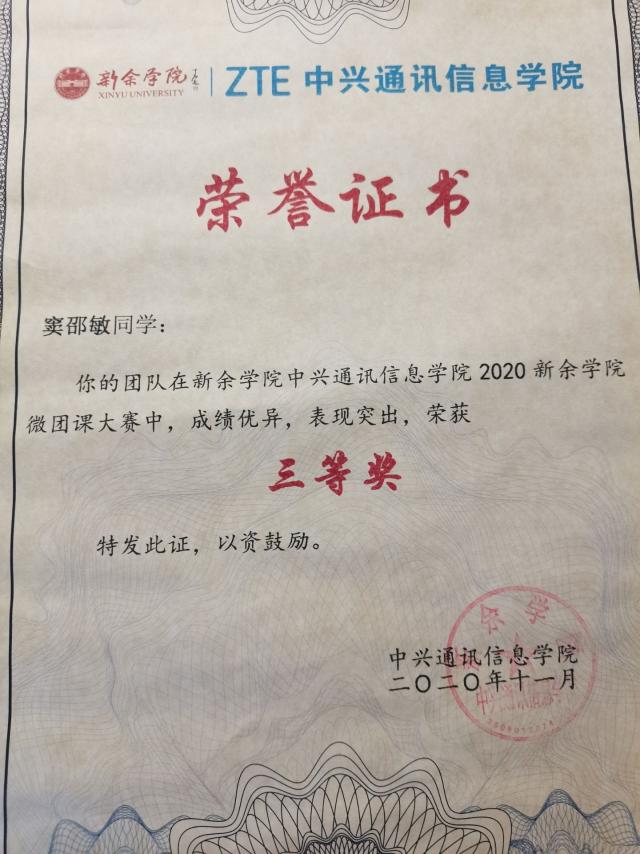 新余学院
XINYU UNIVERSITY
ZTE 中兴通讯信息学院
荣誉证书
窦邵敏同学：
你的团队在新余学院中兴通讯信息学院2020新余学院
微团课大赛中，成绩优异，表现突出，荣获
三等奖
特发此证，以资鼓励。
中兴通讯信息学院
二〇二〇年十一月